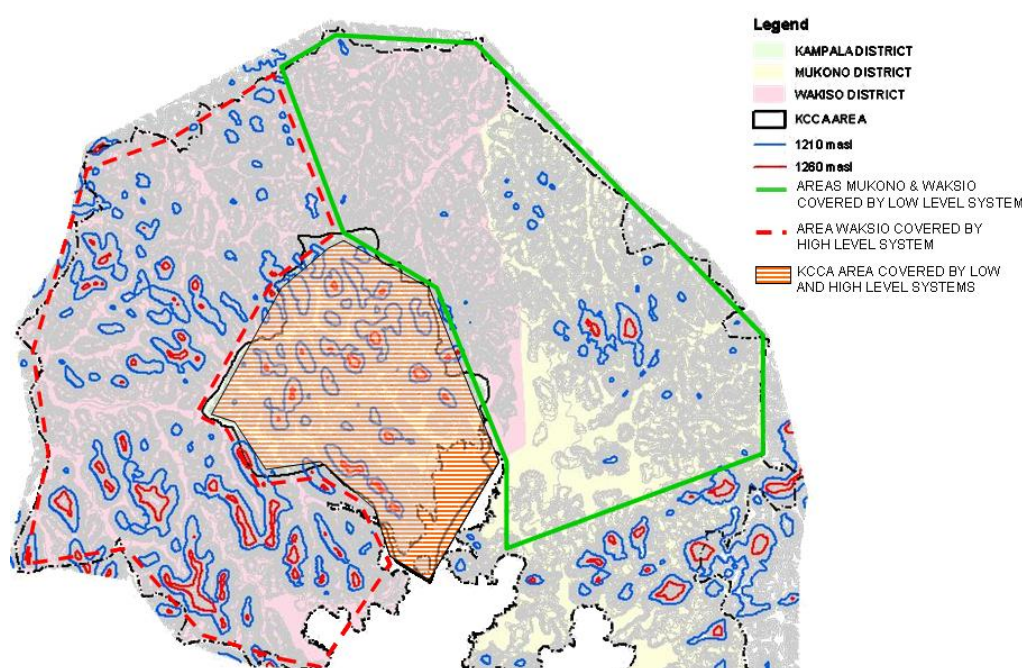 Legend
KAMPALA DISTRICT
MUKONO DISTRICT
WAKISO DISTRICT
KCCA AREA
1210 masl
1260 masl
AREAS MUKONO & WAKSIO
COVERED BY LOW LEVEL SYSTEM
AREA WAKSIO COVERED BY
HIGH LEVEL SYSTEM
KCCA AREA COVERED BY LOW
AND HIGH LEVEL SYSTEMS